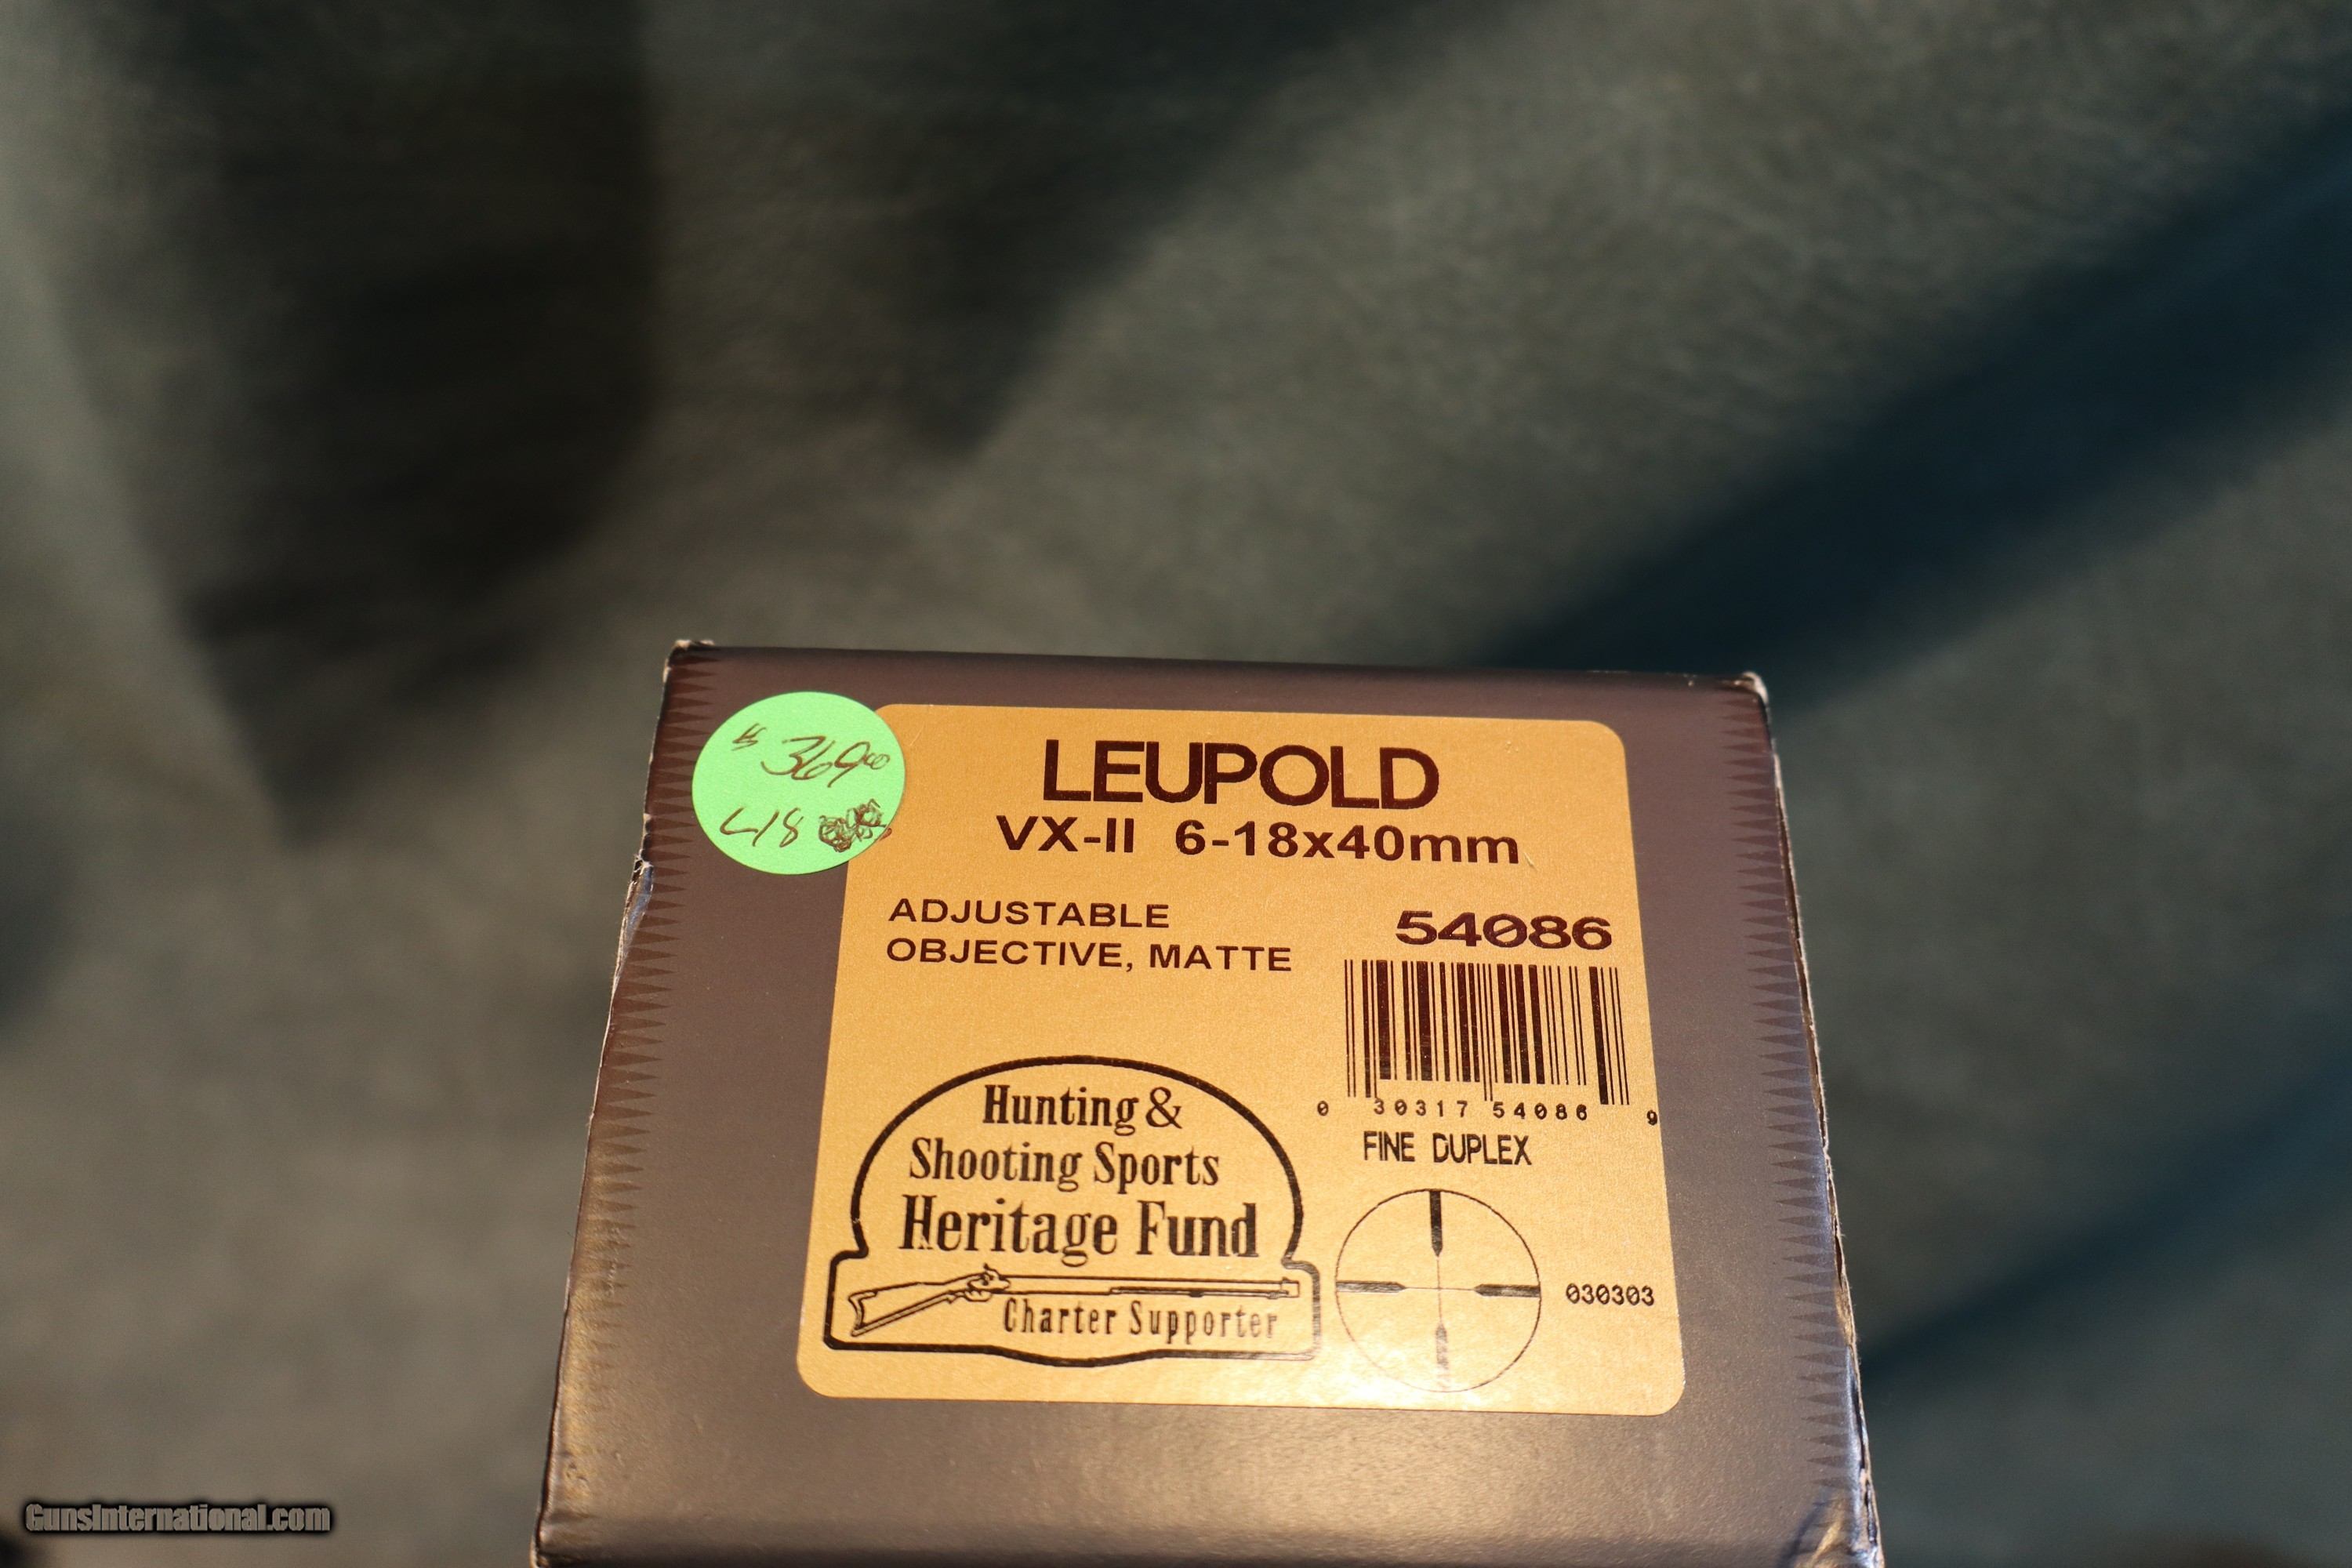 $369.00
L18
LEUPOLD
VX-II 6-18x40mm
ADJUSTABLE
OBJECTIVE, MATTE
54086
0 30317 54086 9
FINE DUPLEX
Hunting &
Shooting Sports
Heritage Fund
Charter Supporter
030303
GunsInternational.com